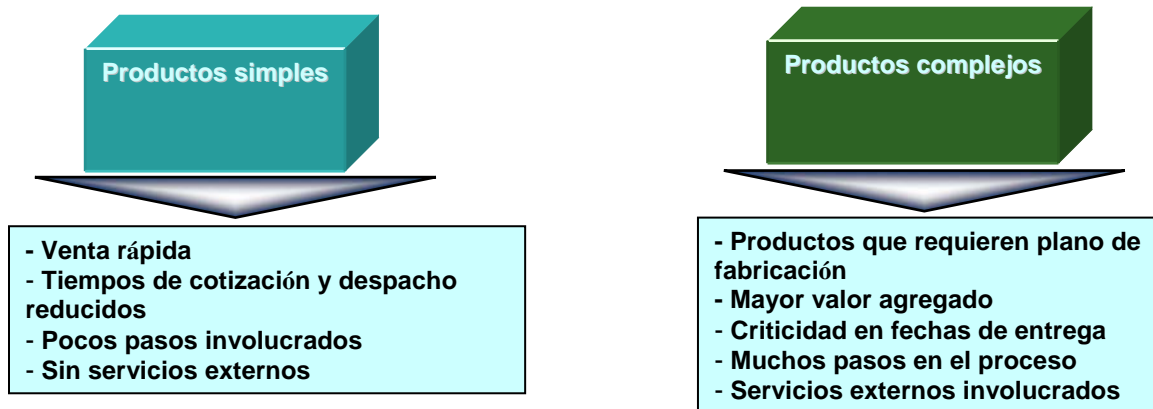 Productos simples
- Venta rápida
- Tiempos de cotización y despacho
reducidos
- Pocos pasos involucrados
- Sin servicios externos
Productos complejos
- Productos que requieren plano de
fabricación
- Mayor valor agregado
- Criticidad en fechas de entrega
- Muchos pasos en el proceso
- Servicios externos involucrados